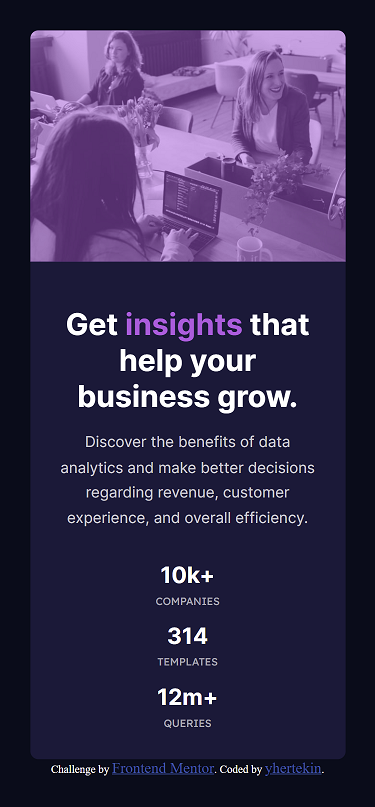 Get insights that
help your
business grow.
Discover the benefits of data
analytics and make better decisions
regarding revenue, customer
experience, and overall efficiency.
10k+
COMPANIES
314
TEMPLATES
12m+
QUERIES
Challenge by Frontend Mentor. Coded by yhertekin.